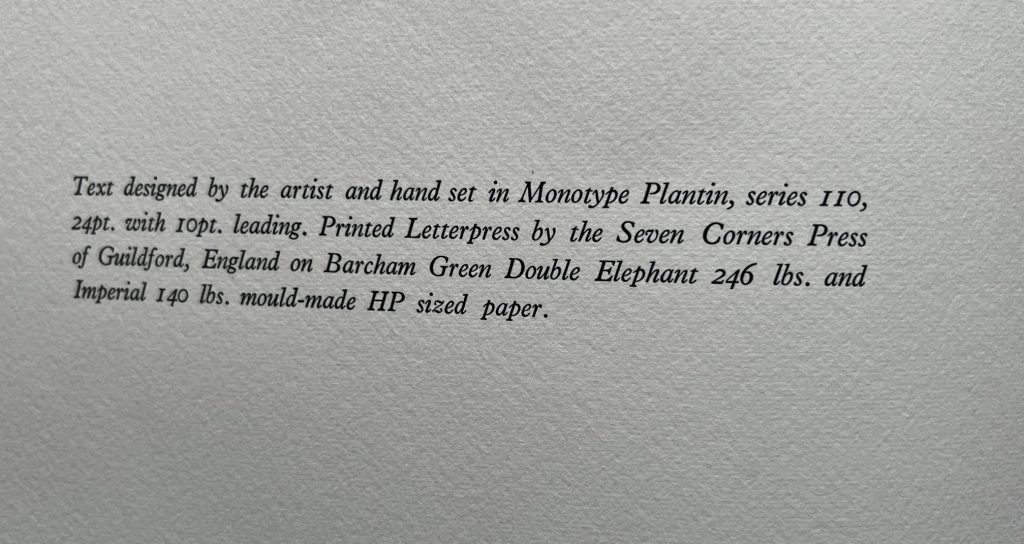 Text designed by the artist and hand set in Monotype Plantin, series 110,
24pt. with 10pt. leading. Printed Letterpress by the Seven Corners Press
of Guildford, England on Barcham Green Double Elephant 246 lbs. and
Imperial 140 lbs. mould-made HP sized paper.